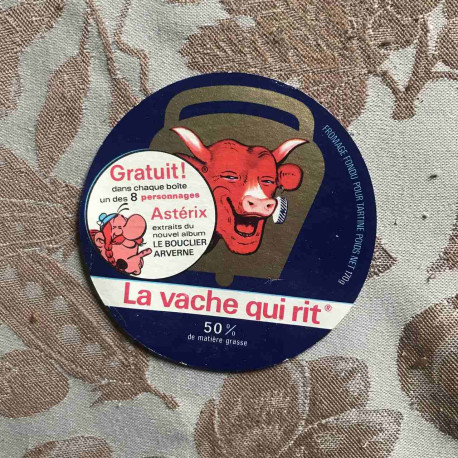 Gratuit!
dans chaque boîte
un des 8 personnages
Astérix
extraits du
nouvel album
LE BOUCLIER
ARVERNE
FROMAGE FONDU POUR TARTINE POIDS NET 170g
La vache qui rit®
50%
de matière grasse